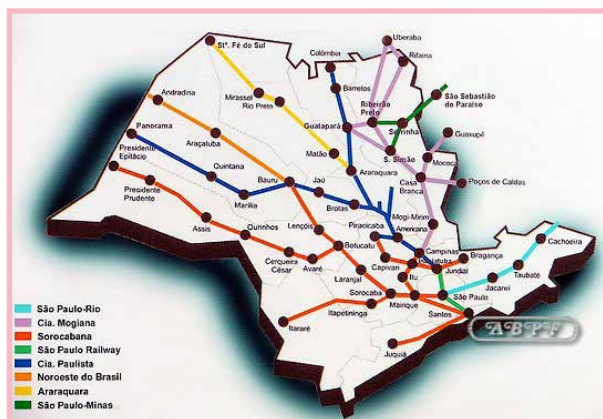 Uberaba
Stª. Fé do Sul
Colômbia
Rifaina
Barretos
Andradina
Mirassol
Rio Preto
Ribeirão
Preto
São Sebastião
do Paraíso
Panorama
Guatapará
Serrinha
Guaxupé
Araçatuba
Presidente
Epitácio
Matão
S. Simão
Mococa
Quintana
Bauru
Jaú
Araraquara
Casa
Branca
Poços de Caldas
Presidente
Prudente
Marília
Brotas
Mogi-Mirim
Piracicaba
Americana
Cachoeira
Assis
Ourinhos
Lençóis
Botucatu
Campinas
Bragança
Taubaté
Cerqueira
César
Avaré
Capivari
Jundiaí
Laranjal
Itu
Jacareí
Sorocaba
São Paulo
Itapetininga
Mairique
Santos
Itararé
Juquiá
ABPF
São Paulo-Rio
Cia. Mogiana
Sorocabana
São Paulo Railway
Cia. Paulista
Noroeste do Brasil
Araraquara
São Paulo-Minas